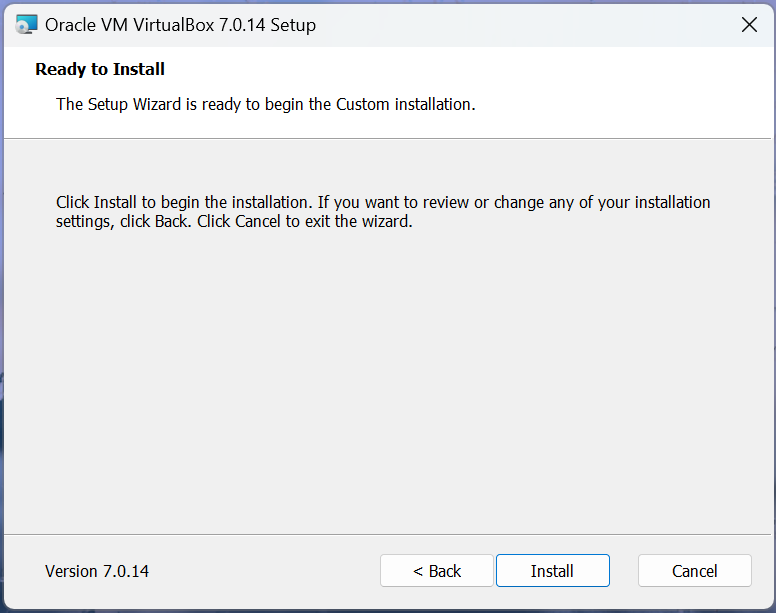 Oracle VM VirtualBox 7.0.14 Setup
Ready to Install
The Setup Wizard is ready to begin the Custom installation.
Click Install to begin the installation. If you want to review or change any of your installation
settings, click Back. Click Cancel to exit the wizard.
Version 7.0.14
< Back
Install
Cancel